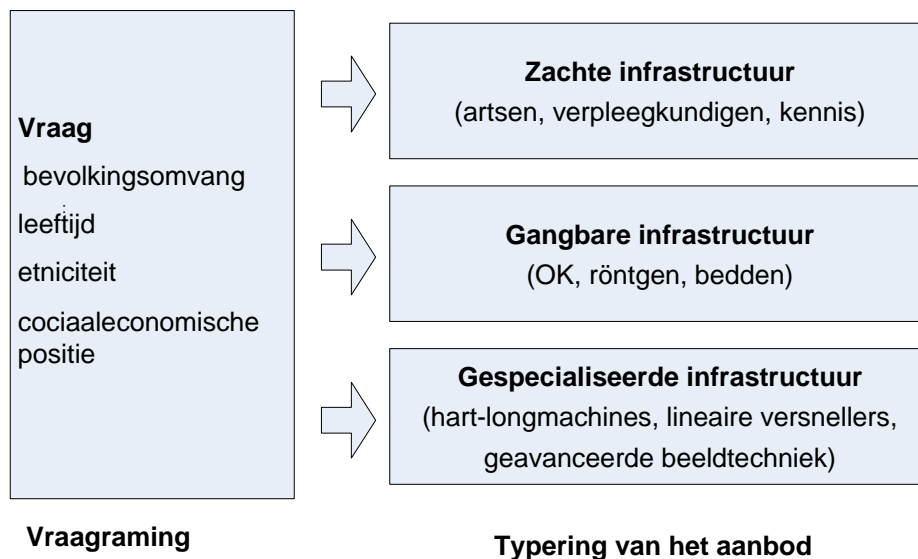 Vraag
bevolkingsomvang
leeftijd
etniciteit
cociaaleconomische
positie
Zachte infrastructuur
(artsen, verpleegkundigen, kennis)
Gangbare infrastructuur
(OK, röntgen, bedden)
Gespecialiseerde infrastructuur
(hart-longmachines, lineaire versnellers,
geavanceerde beeldtechniek)
Vraagraming
Typering van het aanbod